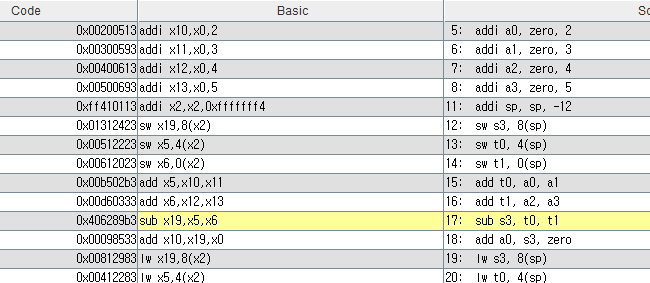 Code Basic So
0x00200513 addi x10,x0,2 5: addi a0, zero, 2
0x00300593 addi x11,x0,3 6: addi a1, zero, 3
0x00400613 addi x12,x0,4 7: addi a2, zero, 4
0x00500693 addi x13,x0,5 8: addi a3, zero, 5
0xff410113 addi x2,x2,0xfffffff4 11: addi sp, sp, -12
0x01312423 sw x19,8(x2) 12: sw s3, 8(sp)
0x00512223 sw x5,4(x2) 13: sw t0, 4(sp)
0x00612023 sw x6,0(x2) 14: sw t1, 0(sp)
0x00b502b3 add x5,x10,x11 15: add t0, a0, a1
0x00d60333 add x6,x12,x13 16: add t1, a2, a3
0x406289b3 sub x19,x5,x6 17: sub s3, t0, t1
0x00098533 add x10,x19,x0 18: add a0, s3, zero
0x00812983 lw x19,8(x2) 19: lw s3, 8(sp)
0x00412283 lw x5,4(x2) 20: lw t0, 4(sp)